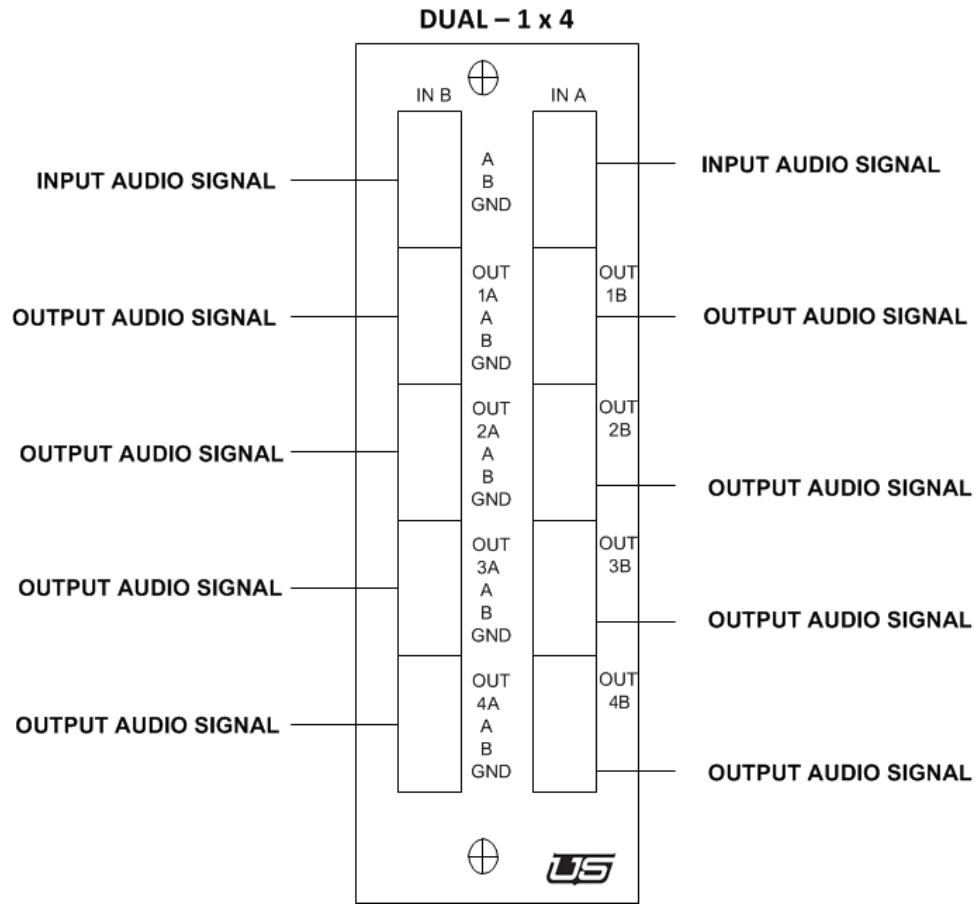 DUAL – 1 x 4
IN B
IN A
INPUT AUDIO SIGNAL
A
B
GND
INPUT AUDIO SIGNAL
OUTPUT AUDIO SIGNAL
OUT
1A
A
B
GND
OUT
1B
OUTPUT AUDIO SIGNAL
OUTPUT AUDIO SIGNAL
OUT
2A
A
B
GND
OUT
2B
OUTPUT AUDIO SIGNAL
OUTPUT AUDIO SIGNAL
OUT
3A
A
B
GND
OUT
3B
OUTPUT AUDIO SIGNAL
OUTPUT AUDIO SIGNAL
OUT
4A
A
B
GND
OUT
4B
OUTPUT AUDIO SIGNAL
US